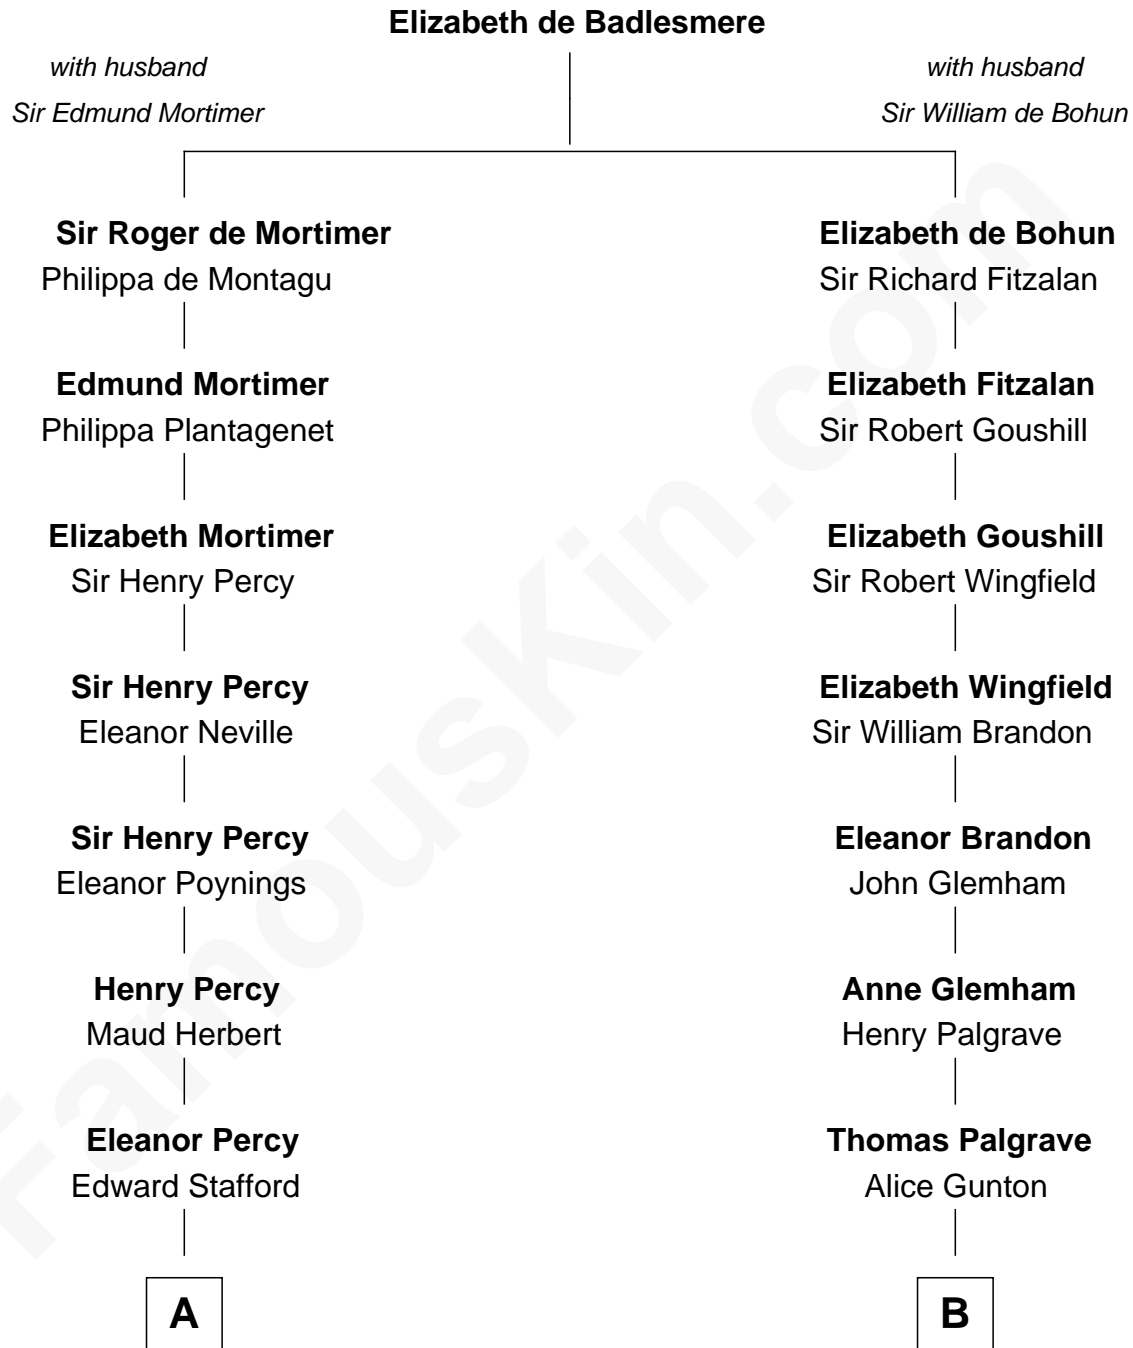 Elizabeth de Badlesmere
with husband
Sir Edmund Mortimer
with husband
Sir William de Bohun
Sir Roger de Mortimer
Philippa de Montagu
Elizabeth de Bohun
Sir Richard Fitzalan
Edmund Mortimer
Philippa Plantagenet
Elizabeth Fitzalan
Sir Robert Goushill
Elizabeth Mortimer
Sir Henry Percy
Elizabeth Goushill
Sir Robert Wingfield
Sir Henry Percy
Eleanor Neville
Elizabeth Wingfield
Sir William Brandon
Sir Henry Percy
Eleanor Poynings
Eleanor Brandon
John Glemham
Henry Percy
Maud Herbert
Anne Glemham
Henry Palgrave
Eleanor Percy
Edward Stafford
Thomas Palgrave
Alice Gunton
A
B
FamousKin.com